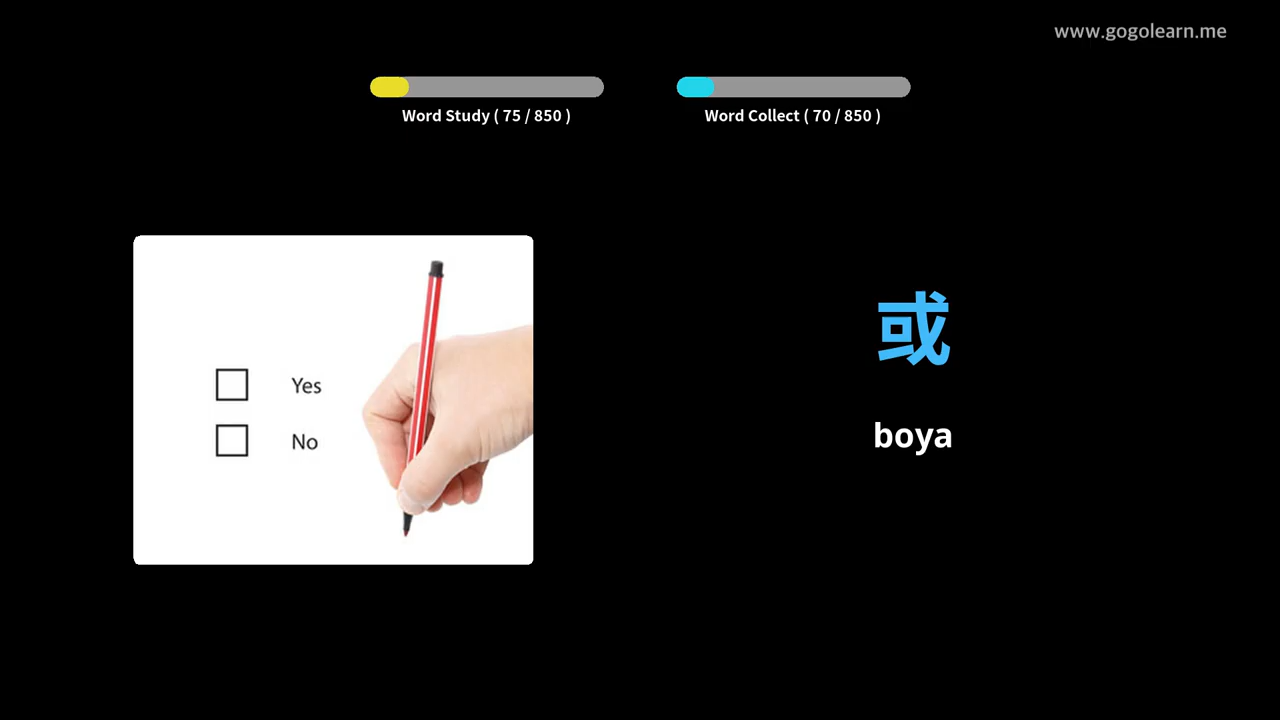 www.gogolearn.me
Word Study ( 75 / 850 )
Word Collect ( 70 / 850 )
Yes
No
或
boya